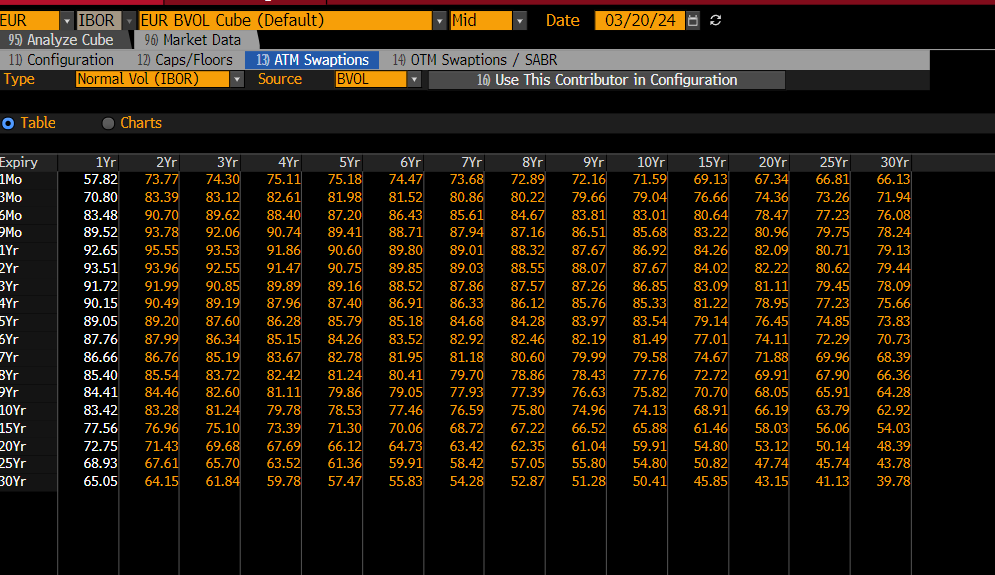 EUR IBOR EUR BVOL Cube (Default) Mid Date 03/20/24
95) Analyze Cube 96) Market Data
11) Configuration 12) Caps/Floors 13) ATM Swaptions 14) OTM Swaptions / SABR
Type Normal Vol (IBOR) Source BVOL 16) Use This Contributor in Configuration
Table Charts
Expiry 1Yr 2Yr 3Yr 4Yr 5Yr 6Yr 7Yr 8Yr 9Yr 10Yr 15Yr 20Yr 25Yr 30Yr
1Mo 57.82 73.77 74.30 75.11 75.18 74.47 73.68 72.89 72.16 71.59 69.13 67.34 66.81 66.13
3Mo 70.80 83.39 83.12 82.61 81.98 81.52 80.86 80.22 79.66 79.04 76.66 74.36 73.26 71.94
6Mo 83.48 90.70 89.62 88.40 87.20 86.43 85.61 84.67 83.81 83.01 80.64 78.47 77.23 76.08
9Mo 89.52 93.78 92.06 90.74 89.41 88.71 87.94 87.16 86.51 85.68 83.22 80.96 79.75 78.24
1Yr 92.65 95.55 93.53 91.86 90.60 89.80 89.01 88.32 87.67 86.92 84.26 82.09 80.71 79.13
2Yr 93.51 93.96 92.55 91.47 90.75 89.85 89.03 88.55 88.07 87.67 84.02 82.22 80.62 79.44
3Yr 91.72 91.99 90.85 89.89 89.16 88.52 87.86 87.57 87.26 86.85 83.09 81.11 79.45 78.09
4Yr 90.15 90.49 89.19 87.96 87.40 86.91 86.33 86.12 85.76 85.33 81.22 78.95 77.23 75.66
5Yr 89.05 89.20 87.60 86.28 85.79 85.18 84.68 84.28 83.97 83.54 79.14 76.45 74.85 73.83
6Yr 87.76 87.99 86.34 85.15 84.26 83.52 82.92 82.46 82.19 81.49 77.01 74.11 72.29 70.73
7Yr 86.66 86.76 85.19 83.67 82.78 81.95 81.18 80.60 79.99 79.58 74.67 71.88 69.96 68.39
8Yr 85.40 85.54 83.72 82.42 81.24 80.41 79.70 78.86 78.43 77.76 72.72 69.91 67.90 66.36
9Yr 84.41 84.46 82.60 81.11 79.86 79.05 77.93 77.39 76.63 75.82 70.70 68.05 65.91 64.28
10Yr 83.42 83.28 81.24 79.78 78.53 77.46 76.59 75.80 74.96 74.13 68.91 66.19 63.79 62.92
15Yr 77.56 76.96 75.10 73.39 71.30 70.06 68.72 67.22 66.52 65.88 61.46 58.03 56.06 54.03
20Yr 72.75 71.43 69.68 67.69 66.12 64.73 63.42 62.35 61.04 59.91 54.80 53.12 50.14 48.39
25Yr 68.93 67.61 65.70 63.52 61.36 59.91 58.42 57.05 55.80 54.80 50.82 47.74 45.74 43.78
30Yr 65.05 64.15 61.84 59.78 57.47 55.83 54.28 52.87 51.28 50.41 45.85 43.15 41.13 39.78